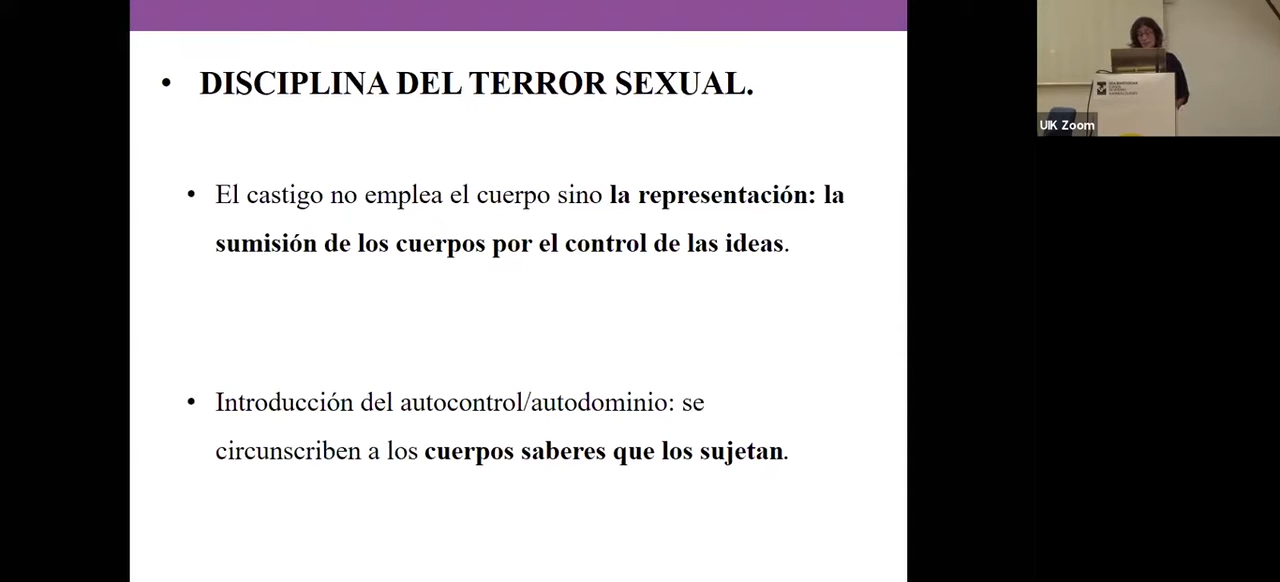 • DISCIPLINA DEL TERROR SEXUAL.
• El castigo no emplea el cuerpo sino la representación: la
sumisión de los cuerpos por el control de las ideas.
• Introducción del autocontrol/autodominio: se
circunscriben a los cuerpos saberes que los sujetan.
UIK Zoom